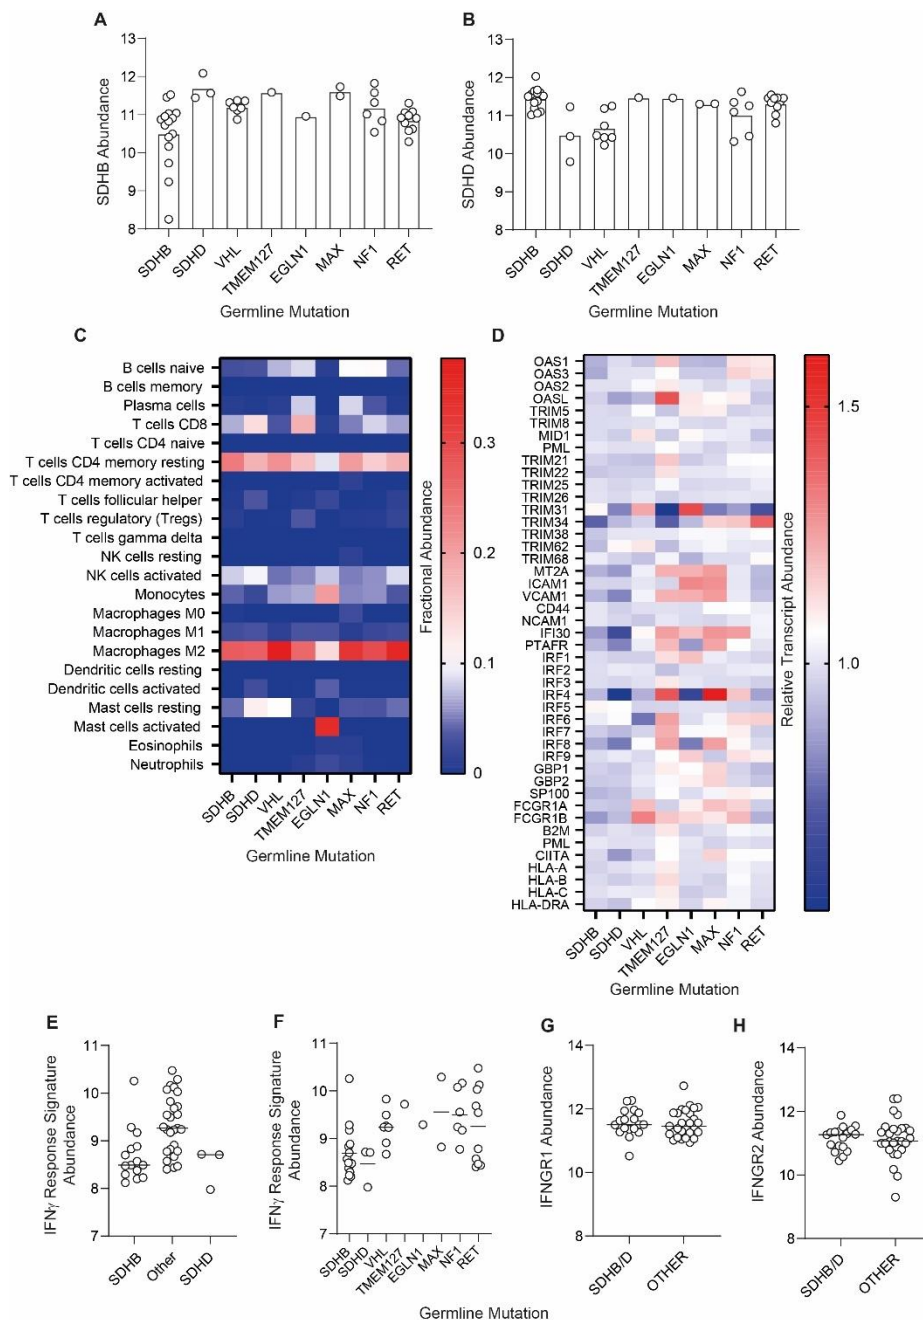 A
B
13
12
11
10
9
8
SDHB Abundance
SDHB
SDHD
VHL
TMEM127
EGLN1
MAX
NF1
RET
Germline Mutation
13
12
11
10
9
8
SDHD Abundance
SDHB
SDHD
VHL
TMEM127
EGLN1
MAX
NF1
RET
Germline Mutation
C
B cells naive
B cells memory
Plasma cells
T cells CD8
T cells CD4 naive
T cells CD4 memory resting
T cells CD4 memory activated
T cells follicular helper
T cells regulatory (Tregs)
T cells gamma delta
NK cells resting
NK cells activated
Monocytes
Macrophages M0
Macrophages M1
Macrophages M2
Dendritic cells resting
Dendritic cells activated
Mast cells resting
Mast cells activated
Eosinophils
Neutrophils
SDHB
SDHD
VHL
TMEM127
EGLN1
MAX
NF1
RET
Germline Mutation
Fractional Abundance
0.3
0.2
0.1
0
D
OAS1
OAS3
OAS2
OASL
TRIM5
TRIM8
MID1
PML
TRIM21
TRIM22
TRIM25
TRIM26
TRIM31
TRIM34
TRIM38
TRIM62
TRIM68
MT2A
ICAM1
VCAM1
CD44
NCAM1
IFI30
PTAFR
IRF1
IRF2
IRF3
IRF4
IRF5
IRF6
IRF7
IRF8
IRF9
GBP1
GBP2
SP100
FCGR1A
FCGR1B
B2M
PML
CIITA
HLA-A
HLA-B
HLA-C
HLA-DRA
SDHB
SDHD
VHL
TMEM127
EGLN1
MAX
NF1
RET
Germline Mutation
Relative Transcript Abundance
1.5
1.0
E
IFNγ Response Signature
Abundance
11
10
9
8
7
SDHB
Other
SDHD
F
IFNγ Response Signature
Abundance
11
10
9
8
7
SDHB
SDHD
VHL
TMEM127
EGLN1
MAX
NF1
RET
Germline Mutation
G
IFNGR1 Abundance
14
12
10
8
SDHB/D
OTHER
H
IFNGR2 Abundance
14
12
10
8
SDHB/D
OTHER